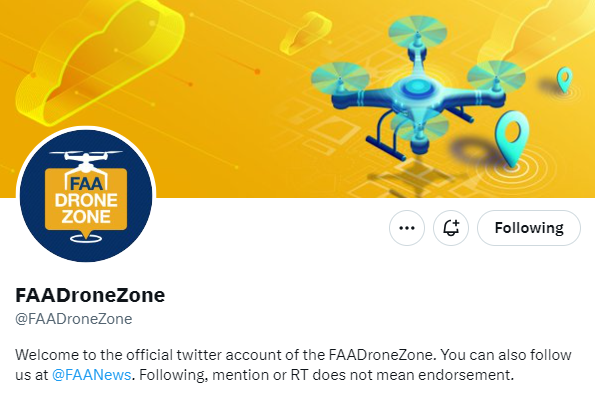 FAA
DRONE
ZONE
Following
FAADroneZone
@FAADroneZone
Welcome to the official twitter account of the FAADroneZone. You can also follow
us at @FAANews. Following, mention or RT does not mean endorsement.